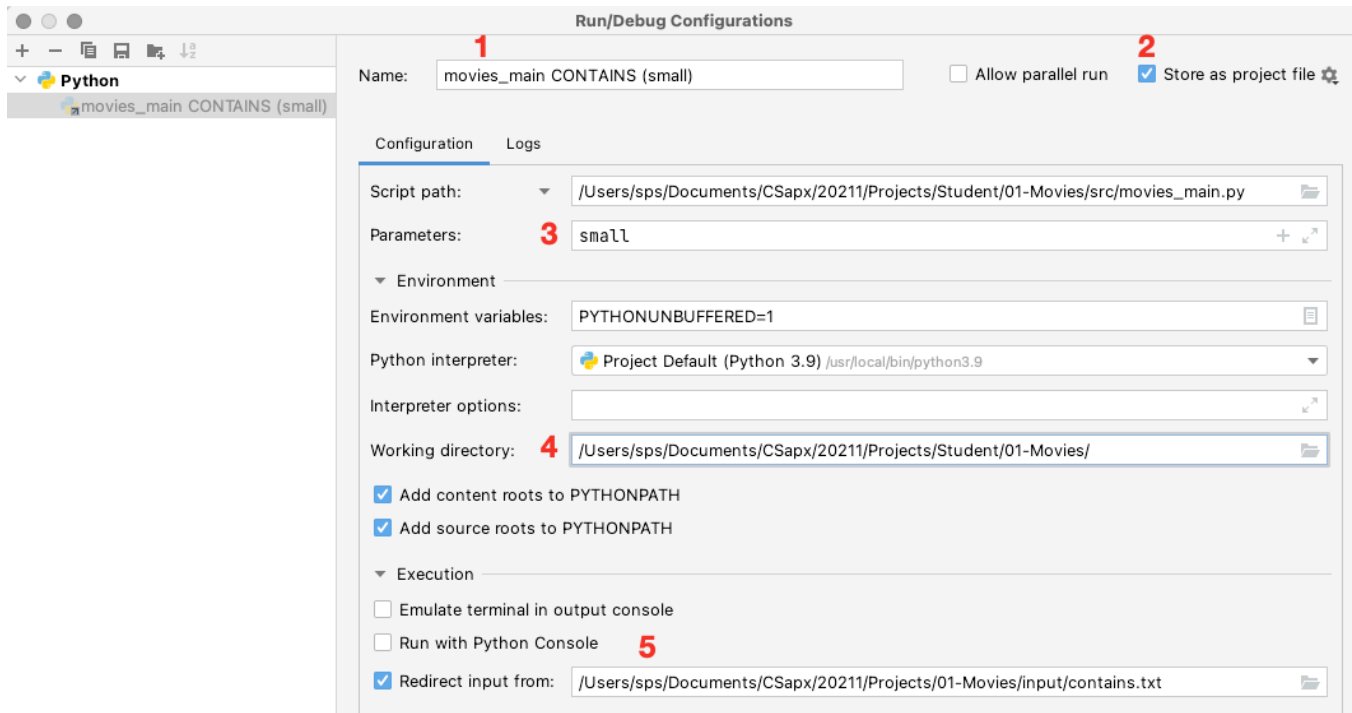 Run/Debug Configurations
1
2
Name: movies_main CONTAINS (small) Allow parallel run Store as project file
Python
movies_main CONTAINS (small)
Configuration Logs
Script path: /Users/sps/Documents/CSapx/20211/Projects/Student/01-Movies/src/movies_main.py
Parameters: 3 small
Environment
Environment variables: PYTHONUNBUFFERED=1
Python interpreter: Project Default (Python 3.9) /usr/local/bin/python3.9
Interpreter options:
Working directory: 4 /Users/sps/Documents/CSapx/20211/Projects/Student/01-Movies/
Add content roots to PYTHONPATH
Add source roots to PYTHONPATH
Execution
Emulate terminal in output console
Run with Python Console 5
Redirect input from: /Users/sps/Documents/CSapx/20211/Projects/01-Movies/input/contains.txt